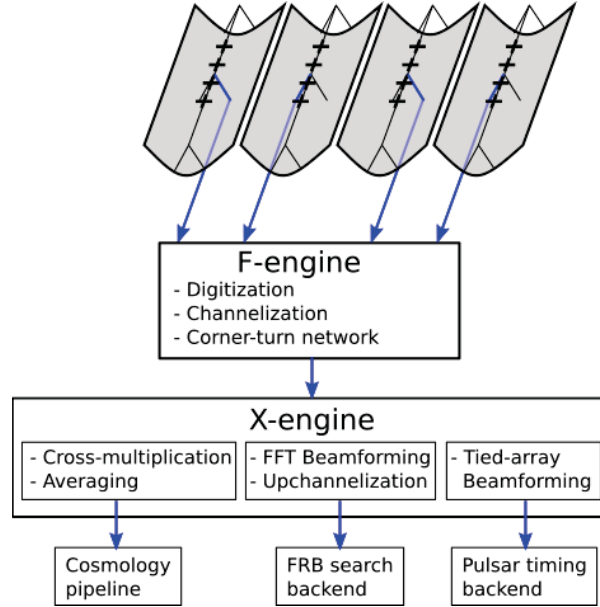 F-engine
- Digitization
- Channelization
- Corner-turn network
X-engine
- Cross-multiplication
- Averaging
- FFT Beamforming
- Upchannelization
- Tied-array
Beamforming
Cosmology
pipeline
FRB search
backend
Pulsar timing
backend